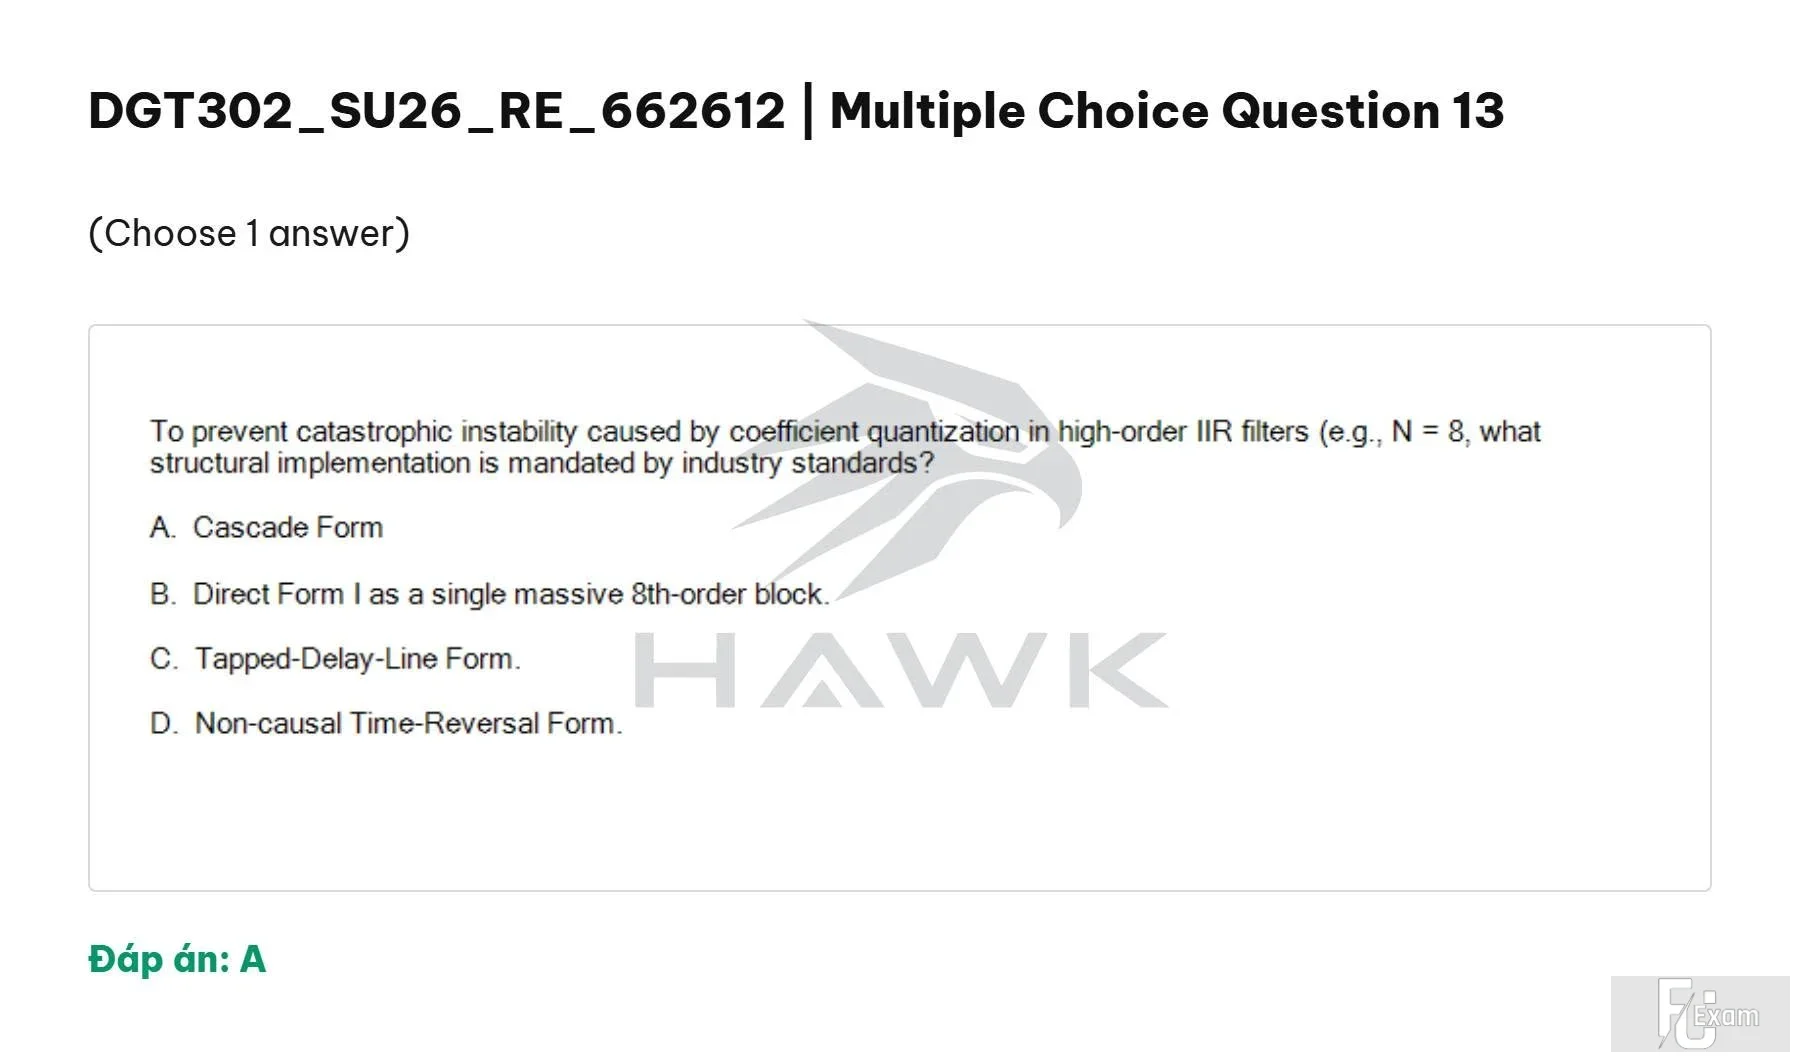 DGT302_SU26_RE_662612 | Multiple Choice Question 13
(Choose 1 answer)
To prevent catastrophic instability caused by coefficient quantization in high-order IIR filters (e.g., N = 8, what
structural implementation is mandated by industry standards?
A. Cascade Form
B. Direct Form I as a single massive 8th-order block.
C. Tapped-Delay-Line Form.
D. Non-causal Time-Reversal Form.
HAWK
Đáp án: A
FC Exam